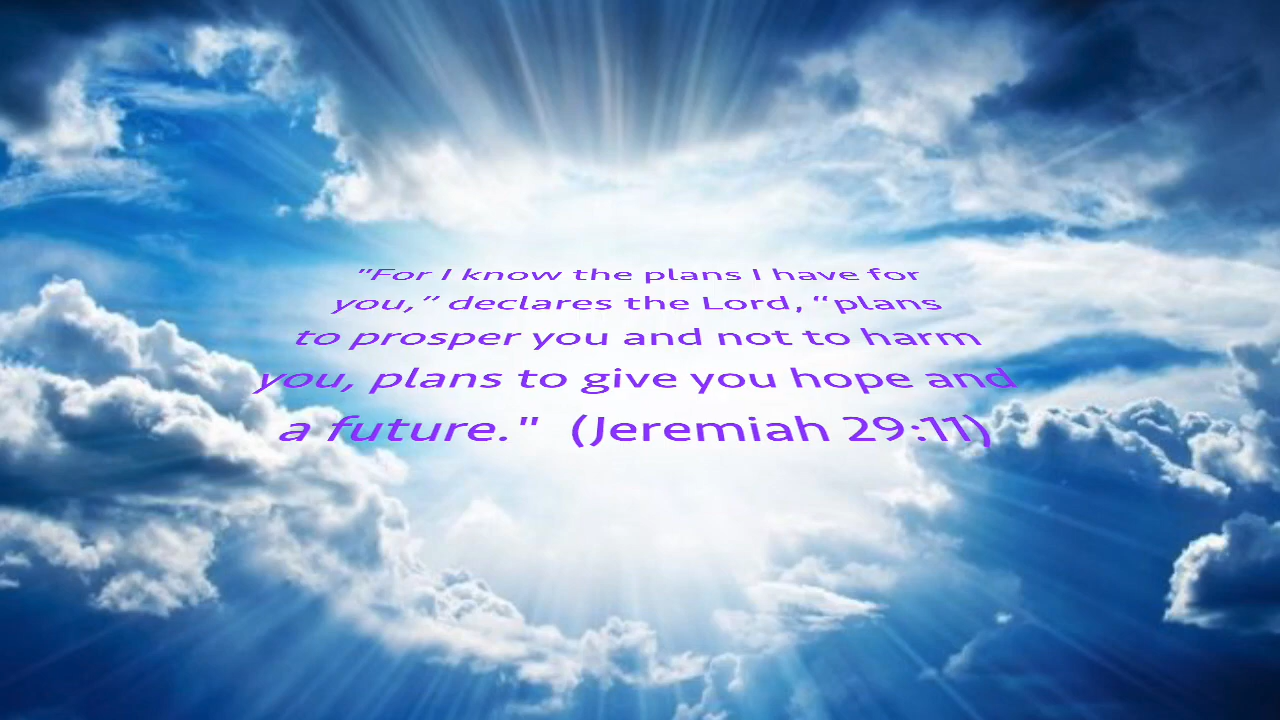 "For I know the plans I have for
you,” declares the Lord, “plans
to prosper you and not to harm
you, plans to give you hope and
a future."  (Jeremiah 29:11)